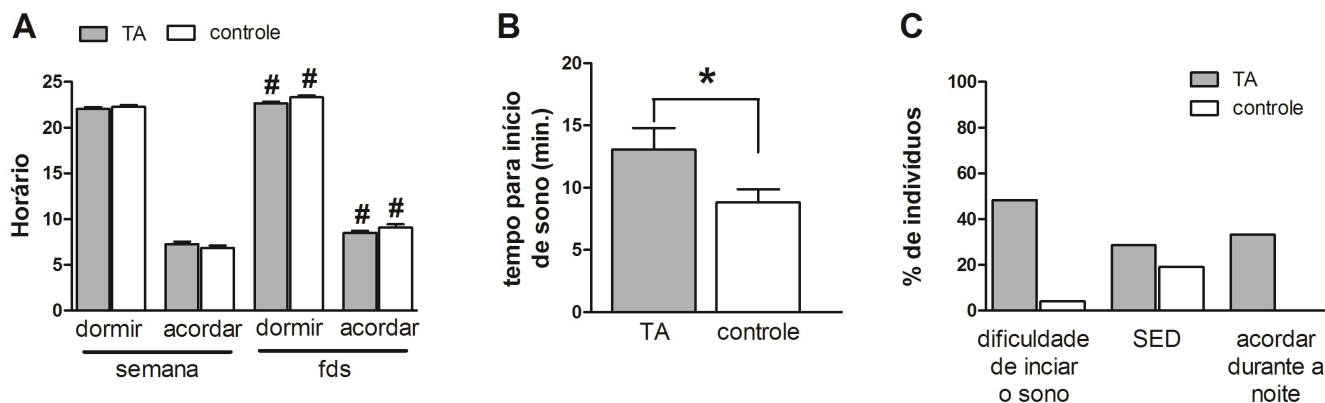 A
TA
controle
Horário
25
20
15
10
5
0
# #
# #
dormir acordar dormir acordar
semana fds
B
tempo para início
de sono (min.)
20
15
10
5
0
*
TA controle
C
TA
controle
% de indivíduos
100
80
60
40
20
0
dificuldade
de inciar
o sono
SED
acordar
durante a
noite